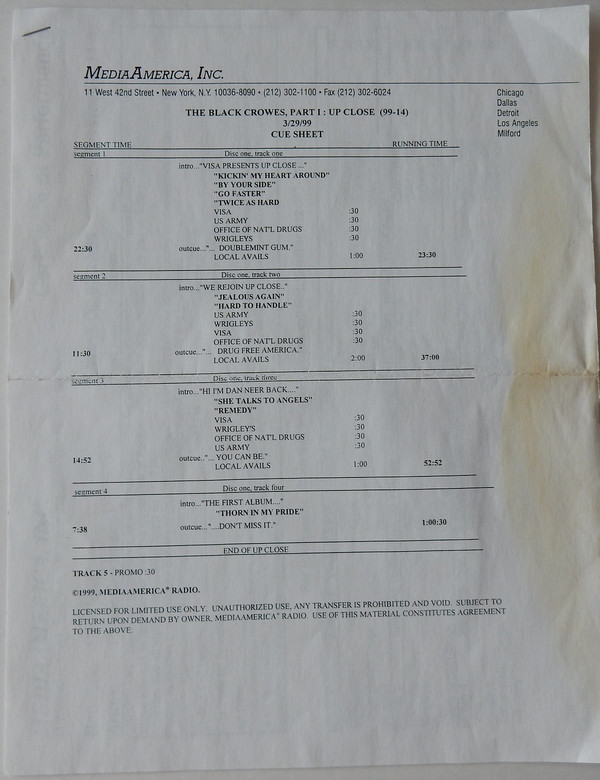 MEDIAAMERICA, INC.
11 West 42nd Street • New York, N.Y. 10036-8090 • (212) 302-1100 • Fax (212) 302-6024
Chicago
Dallas
Detroit
Los Angeles
Milford
THE BLACK CROWES, PART I : UP CLOSE (99-14)
3/29/99
CUE SHEET
SEGMENT TIME RUNNING TIME
segment 1 Disc one, track one
intro..."VISA PRESENTS UP CLOSE ..."
"KICKIN' MY HEART AROUND"
"BY YOUR SIDE"
"GO FASTER"
"TWICE AS HARD
VISA :30
US ARMY :30
OFFICE OF NAT'L DRUGS :30
WRIGLEYS :30
22:30 outcue..."... DOUBLEMINT GUM."
LOCAL AVAILS 1:00 23:30
segment 2 Disc one, track two
intro..."WE REJOIN UP CLOSE.."
"JEALOUS AGAIN"
"HARD TO HANDLE"
US ARMY :30
WRIGLEYS :30
VISA :30
OFFICE OF NAT'L DRUG :30
11:30 outcue..."... DRUG FREE AMERICA."
LOCAL AVAILS 2:00 37:00
segment 3 Disc one, track three
intro..."HI I'M DAN NEER BACK...."
"SHE TALKS TO ANGELS"
"REMEDY"
VISA :30
WRIGLEY'S :30
OFFICE OF NAT'L DRUGS :30
US ARMY :30
14:52 outcue.."... YOU CAN BE."
LOCAL AVAILS 1:00 52:52
segment 4 Disc one, track four
intro..."THE FIRST ALBUM...."
"THORN IN MY PRIDE"
7:38 outcue..."....DON'T MISS IT." 1:00:30
END OF UP CLOSE
TRACK 5 - PROMO :30
©1999, MEDIAAMERICA® RADIO.
LICENSED FOR LIMITED USE ONLY. UNAUTHORIZED USE, ANY TRANSFER IS PROHIBITED AND VOID. SUBJECT TO
RETURN UPON DEMAND BY OWNER, MEDIAAMERICA® RADIO. USE OF THIS MATERIAL CONSTITUTES AGREEMENT
TO THE ABOVE.